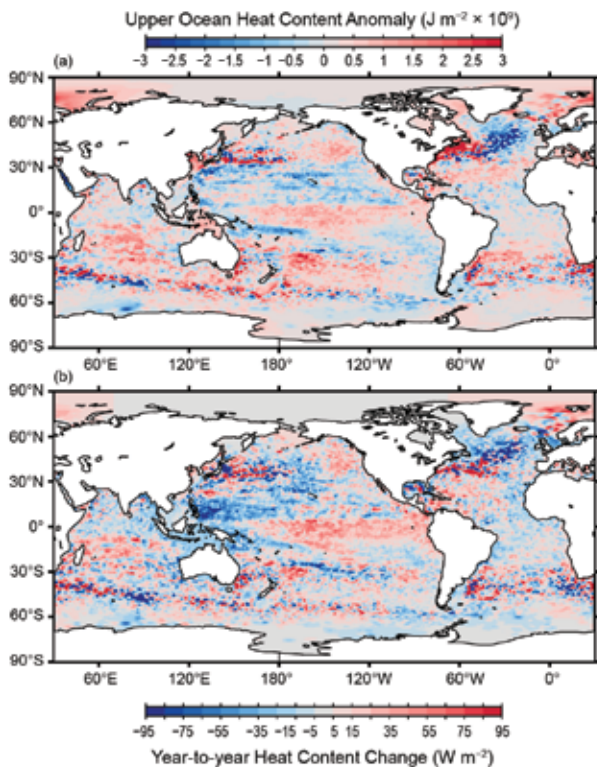 Upper Ocean Heat Content Anomaly (J m⁻² × 10⁹)
−3 −2.5 −2 −1.5 −1 −0.5 0 0.5 1 1.5 2 2.5 3
(a)
90°N
60°N
30°N
0°
30°S
60°S
90°S
60°E 120°E 180° 120°W 60°W 0°
(b)
90°N
60°N
30°N
0°
30°S
60°S
90°S
60°E 120°E 180° 120°W 60°W 0°
−95 −75 −55 −35 −15 5 15 35 55 75 95
Year-to-year Heat Content Change (W m⁻²)